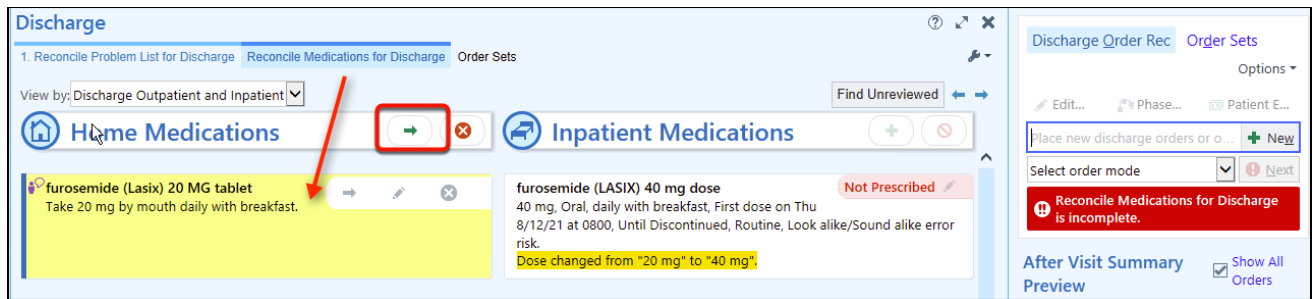 Discharge
1. Reconcile Problem List for Discharge Reconcile Medications for Discharge Order Sets
View by: Discharge Outpatient and Inpatient
Find Unreviewed
Home Medications
Inpatient Medications
furosemide (Lasix) 20 MG tablet
Take 20 mg by mouth daily with breakfast.
furosemide (LASIX) 40 mg dose
Not Prescribed
40 mg, Oral, daily with breakfast, First dose on Thu
8/12/21 at 0800, Until Discontinued, Routine, Look alike/Sound alike error
risk.
Dose changed from "20 mg" to "40 mg".
Discharge Order Rec Order Sets
Options
Edit... Phase... Patient E...
Place new discharge orders or o... New
Select order mode Next
Reconcile Medications for Discharge
is incomplete.
After Visit Summary
Preview
Show All
Orders